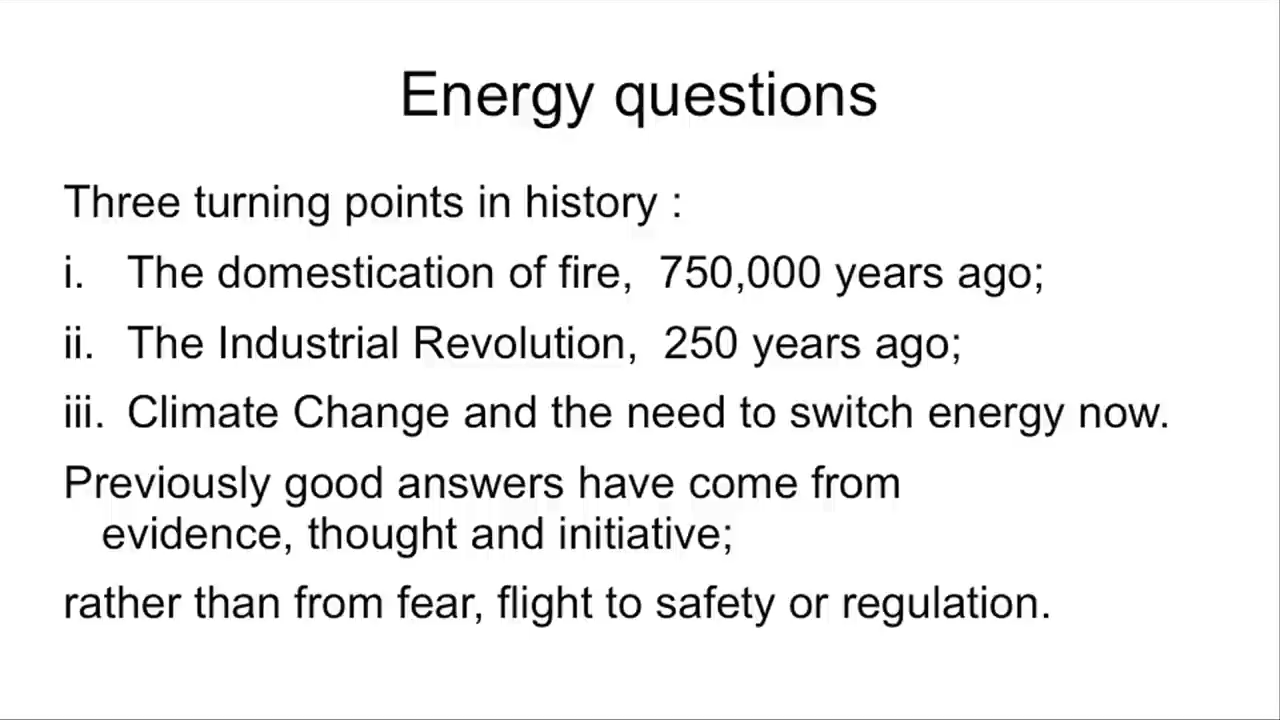 Energy questions
Three turning points in history :
i. The domestication of fire, 750,000 years ago;
ii. The Industrial Revolution, 250 years ago;
iii. Climate Change and the need to switch energy now.
Previously good answers have come from
evidence, thought and initiative;
rather than from fear, flight to safety or regulation.